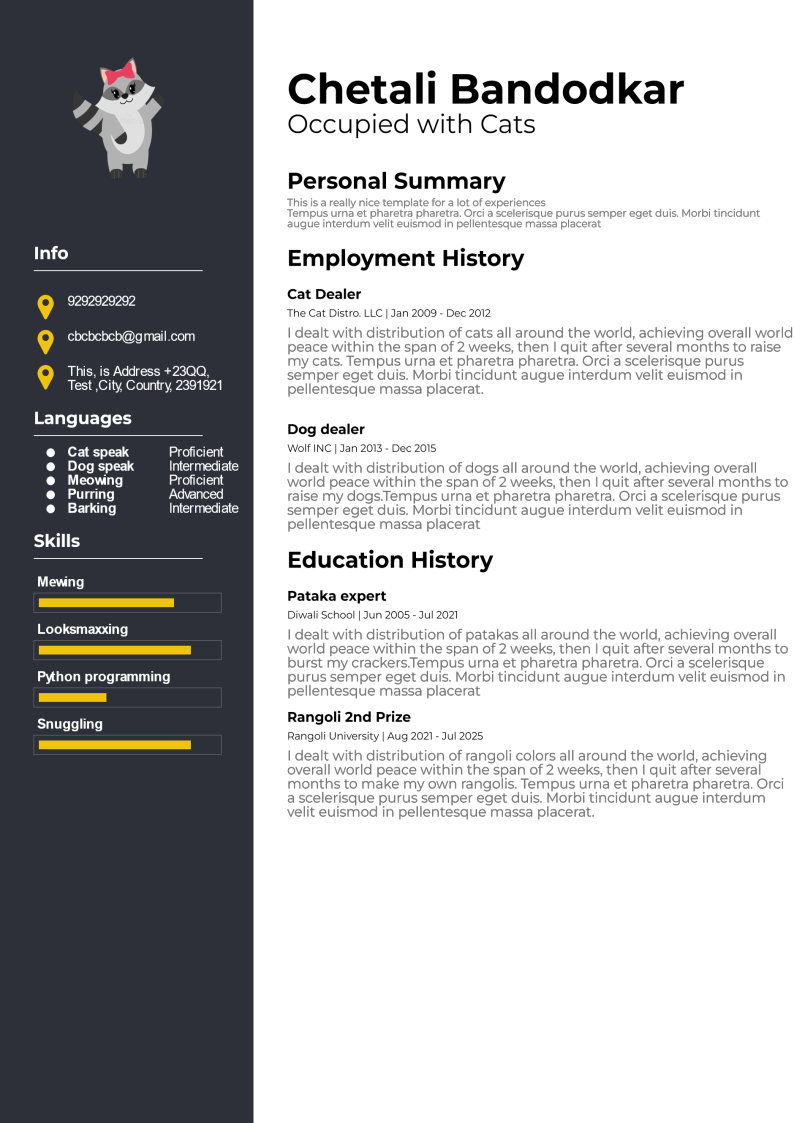 Chetali Bandodkar
Occupied with Cats
Personal Summary
This is a really nice template for a lot of experiences
Tempus urna et pharetra pharetra. Orci a scelerisque purus semper eget duis. Morbi tincidunt
augue interdum velit euismod in pellentesque massa placerat
Employment History
Cat Dealer
The Cat Distro. LLC | Jan 2009 - Dec 2012
I dealt with distribution of cats all around the world, achieving overall world
peace within the span of 2 weeks, then I quit after several months to raise
my cats. Tempus urna et pharetra pharetra. Orci a scelerisque purus
semper eget duis. Morbi tincidunt augue interdum velit euismod in
pellentesque massa placerat.
Dog dealer
Wolf INC | Jan 2013 - Dec 2015
I dealt with distribution of dogs all around the world, achieving overall
world peace within the span of 2 weeks, then I quit after several months to
raise my dogs.Tempus urna et pharetra pharetra. Orci a scelerisque purus
semper eget duis. Morbi tincidunt augue interdum velit euismod in
pellentesque massa placerat
Education History
Pataka expert
Diwali School | Jun 2005 - Jul 2021
I dealt with distribution of patakas all around the world, achieving overall
world peace within the span of 2 weeks, then I quit after several months to
burst my crackers.Tempus urna et pharetra pharetra. Orci a scelerisque
purus semper eget duis. Morbi tincidunt augue interdum velit euismod in
pellentesque massa placerat
Rangoli 2nd Prize
Rangoli University | Aug 2021 - Jul 2025
I dealt with distribution of rangoli colors all around the world, achieving
overall world peace within the span of 2 weeks, then I quit after several
months to make my own rangolis. Tempus urna et pharetra pharetra. Orci
a scelerisque purus semper eget duis. Morbi tincidunt augue interdum
velit euismod in pellentesque massa placerat.
Info
9292929292
cbcbcbcb@gmail.com
This, is Address +23QQ,
Test ,City, Country, 2391921
Languages
Cat speak Proficient
Dog speak Intermediate
Meowing Proficient
Purring Advanced
Barking Intermediate
Skills
Mewing
Looksmaxxing
Python programming
Snuggling